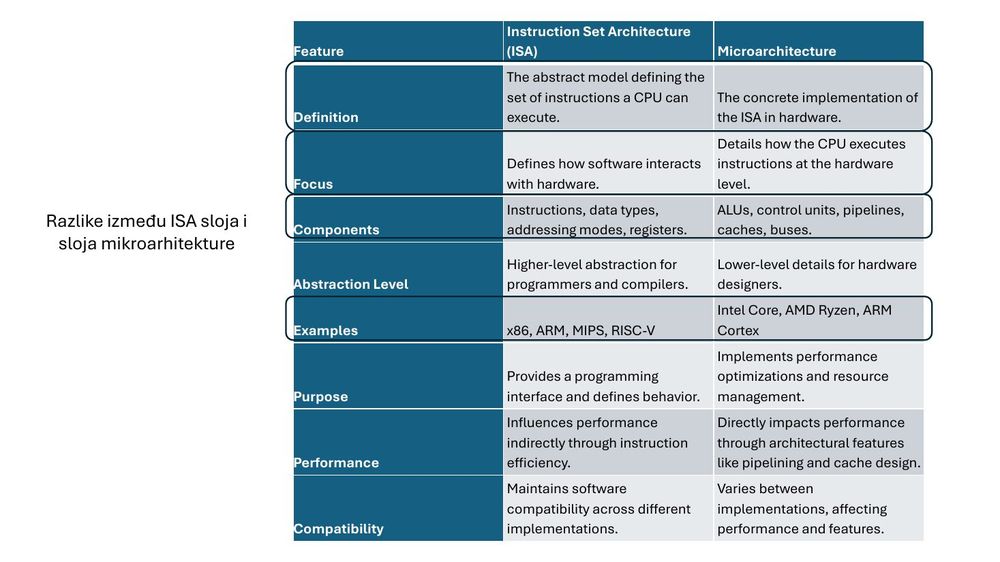 Razlike između ISA sloja i
sloja mikroarhitekture
Feature
Instruction Set Architecture
(ISA)
Microarchitecture
Definition
The abstract model defining the
set of instructions a CPU can
execute.
The concrete implementation of
the ISA in hardware.
Focus
Defines how software interacts
with hardware.
Details how the CPU executes
instructions at the hardware
level.
Components
Instructions, data types,
addressing modes, registers.
ALUs, control units, pipelines,
caches, buses.
Abstraction Level
Higher-level abstraction for
programmers and compilers.
Lower-level details for hardware
designers.
Examples
x86, ARM, MIPS, RISC-V
Intel Core, AMD Ryzen, ARM
Cortex
Purpose
Provides a programming
interface and defines behavior.
Implements performance
optimizations and resource
management.
Performance
Influences performance
indirectly through instruction
efficiency.
Directly impacts performance
through architectural features
like pipelining and cache design.
Compatibility
Maintains software
compatibility across different
implementations.
Varies between
implementations, affecting
performance and features.